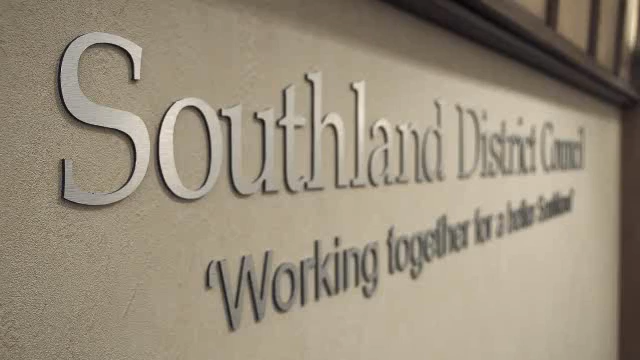 Southland District Council
'Working together for a better Southland'